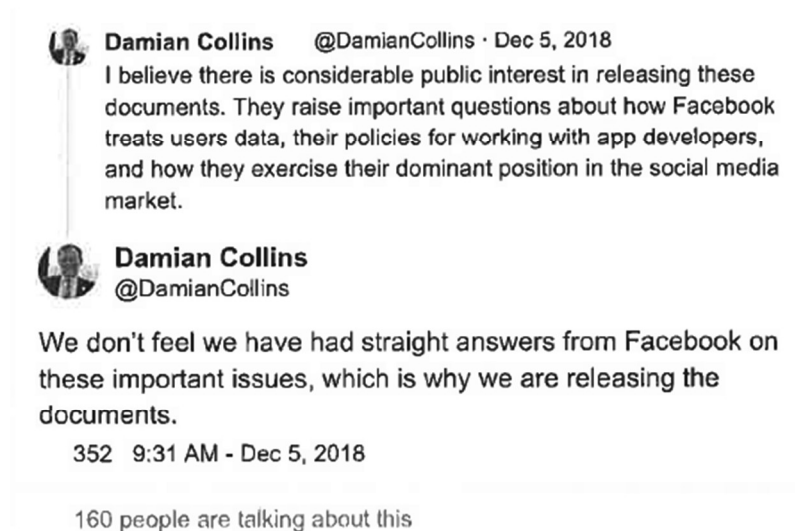 Damian Collins @DamianCollins · Dec 5, 2018
I believe there is considerable public interest in releasing these
documents. They raise important questions about how Facebook
treats users data, their policies for working with app developers,
and how they exercise their dominant position in the social media
market.
Damian Collins
@DamianCollins
We don't feel we have had straight answers from Facebook on
these important issues, which is why we are releasing the
documents.
352 9:31 AM - Dec 5, 2018
160 people are talking about this